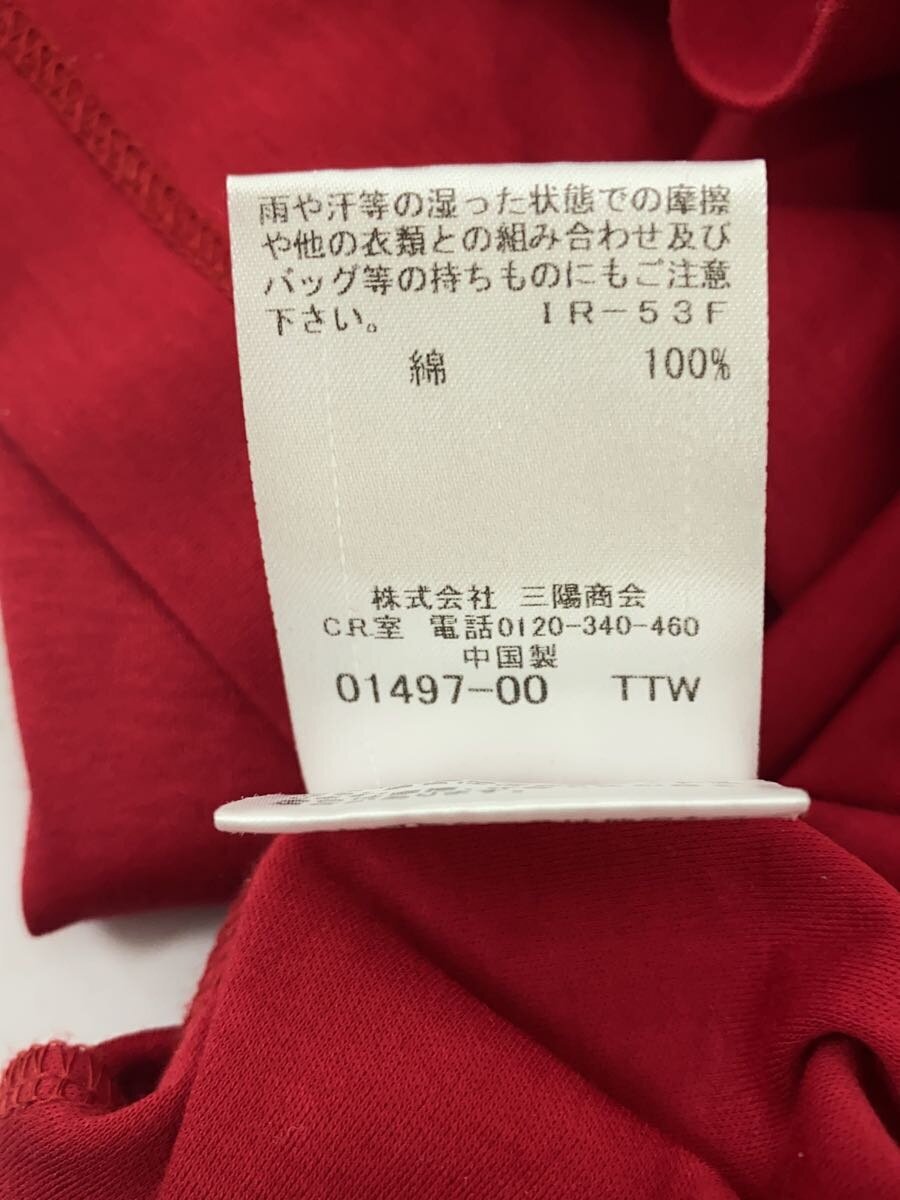 雨や汗等の湿った状態での摩擦
や他の衣類との組み合わせ及び
バッグ等の持ちものにもご注意
下さい。 IR-53F
綿 100%
株式会社 三陽商会
C.R.室 電話0120-340-460
中国製
01497-00 TTW